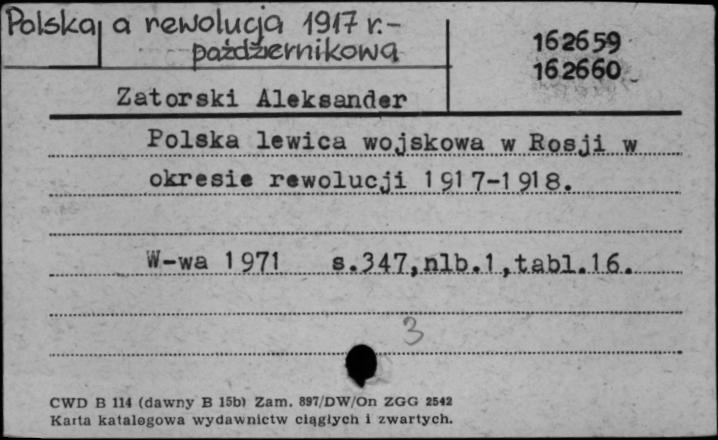 Polska a rewolucja 1917 r.-
październikowa
162659
162660
Zatorski Aleksander
Polska lewica wojskowa w Rosji w
okresie rewolucji 1917-1918.
W-wa 1971 s.347,nlb.1,tabl.16.
3
CWD B 114 (dawny B 15b) Zam. 897/DW/On ZGG 2542
Karta katalogowa wydawnictw ciągłych i zwartych.